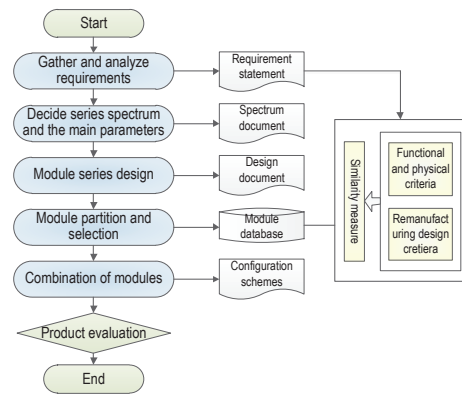 Start
Gather and analyze
requirements
Requirement
statement
Decide series spectrum
and the main parameters
Spectrum
document
Module series design
Design
document
Module partition and
selection
Module
database
Combination of modules
Configuration
schemes
Product evaluation
End
Similarity measure
Functional
and physical
criteria
Remanufact
uring design
cretiera